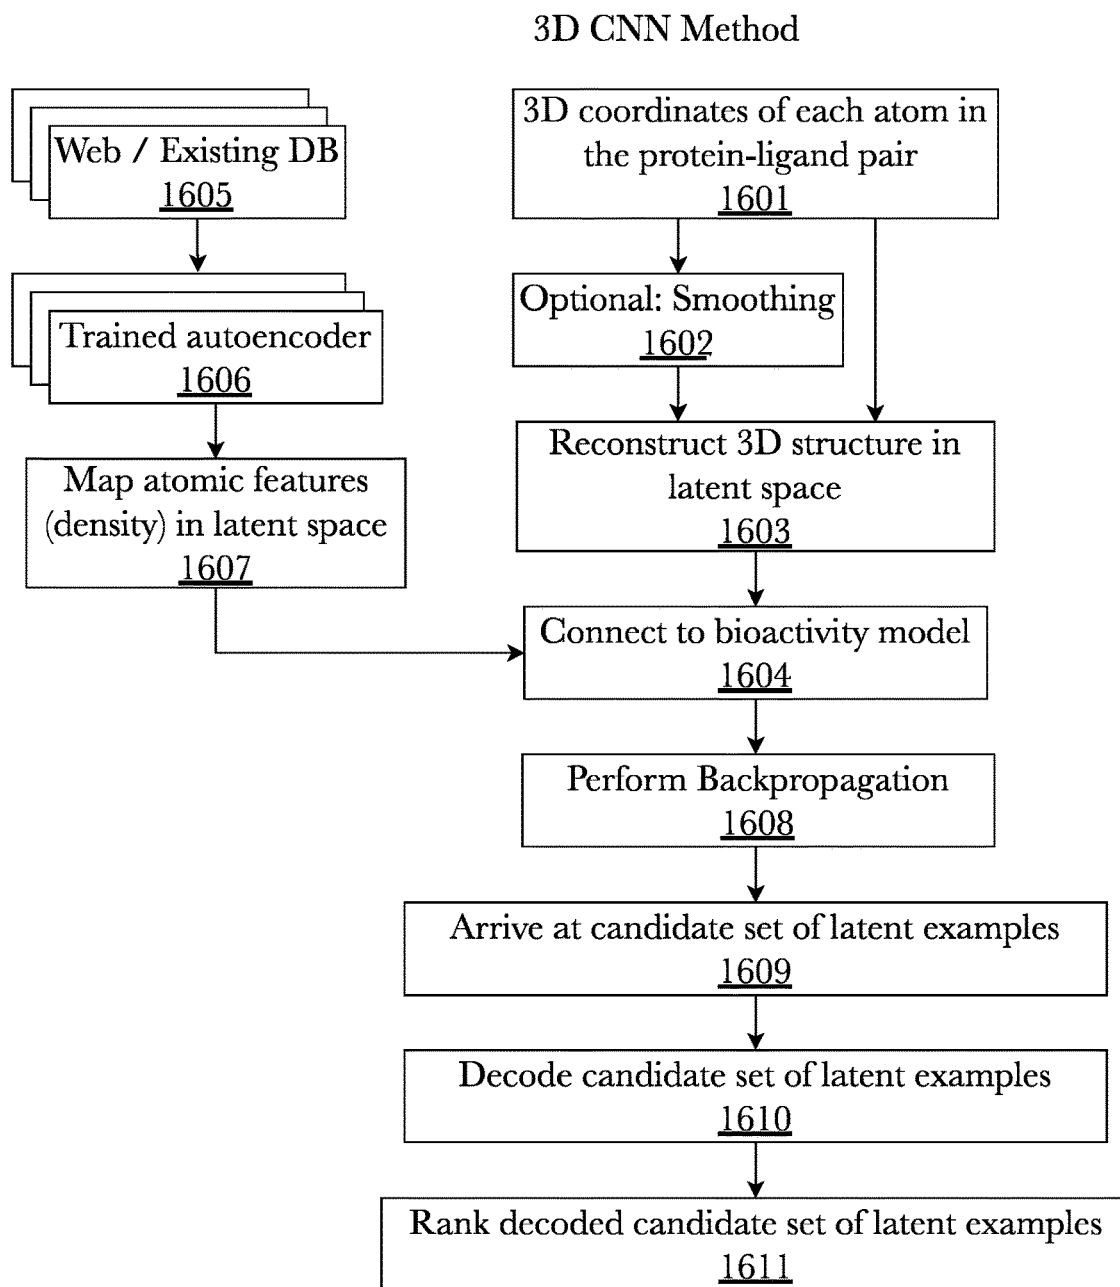 3D CNN Method
Web / Existing DB
1605
Trained autoencoder
1606
Map atomic features
(density) in latent space
1607
3D coordinates of each atom in
the protein-ligand pair
1601
Optional: Smoothing
1602
Reconstruct 3D structure in
latent space
1603
Connect to bioactivity model
1604
Perform Backpropagation
1608
Arrive at candidate set of latent examples
1609
Decode candidate set of latent examples
1610
Rank decoded candidate set of latent examples
1611